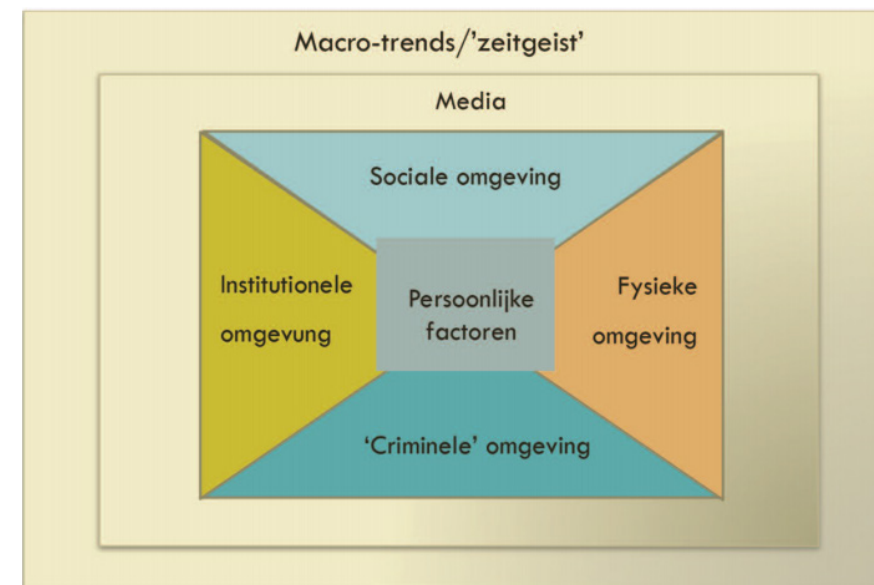 Macro-trends/'zeitgeist'
Media
Sociale omgeving
Institutionele
omgevung
Persoonlijke
factoren
Fysieke
omgeving
‘Criminele’ omgeving